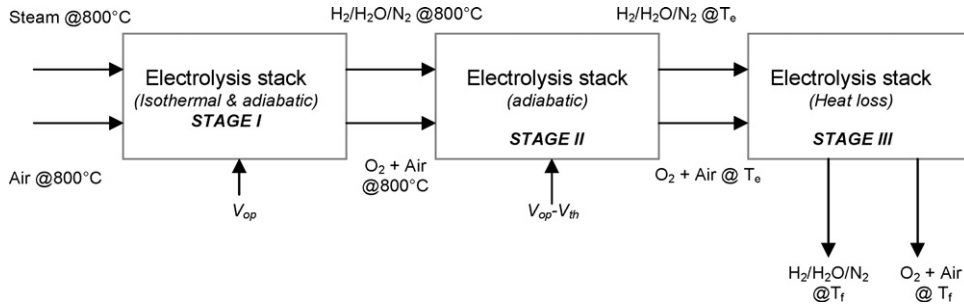 Steam @800°C
H₂/H₂O/N₂ @800°C
H₂/H₂O/N₂ @Tₑ
Electrolysis stack
(Isothermal & adiabatic)
STAGE I
Electrolysis stack
(adiabatic)
STAGE II
Electrolysis stack
(Heat loss)
STAGE III
Air @800°C
O₂ + Air
@800°C
O₂ + Air @ Tₑ
Vop
Vop-Vth
H₂/H₂O/N₂
@Tf
O₂ + Air
@ Tf